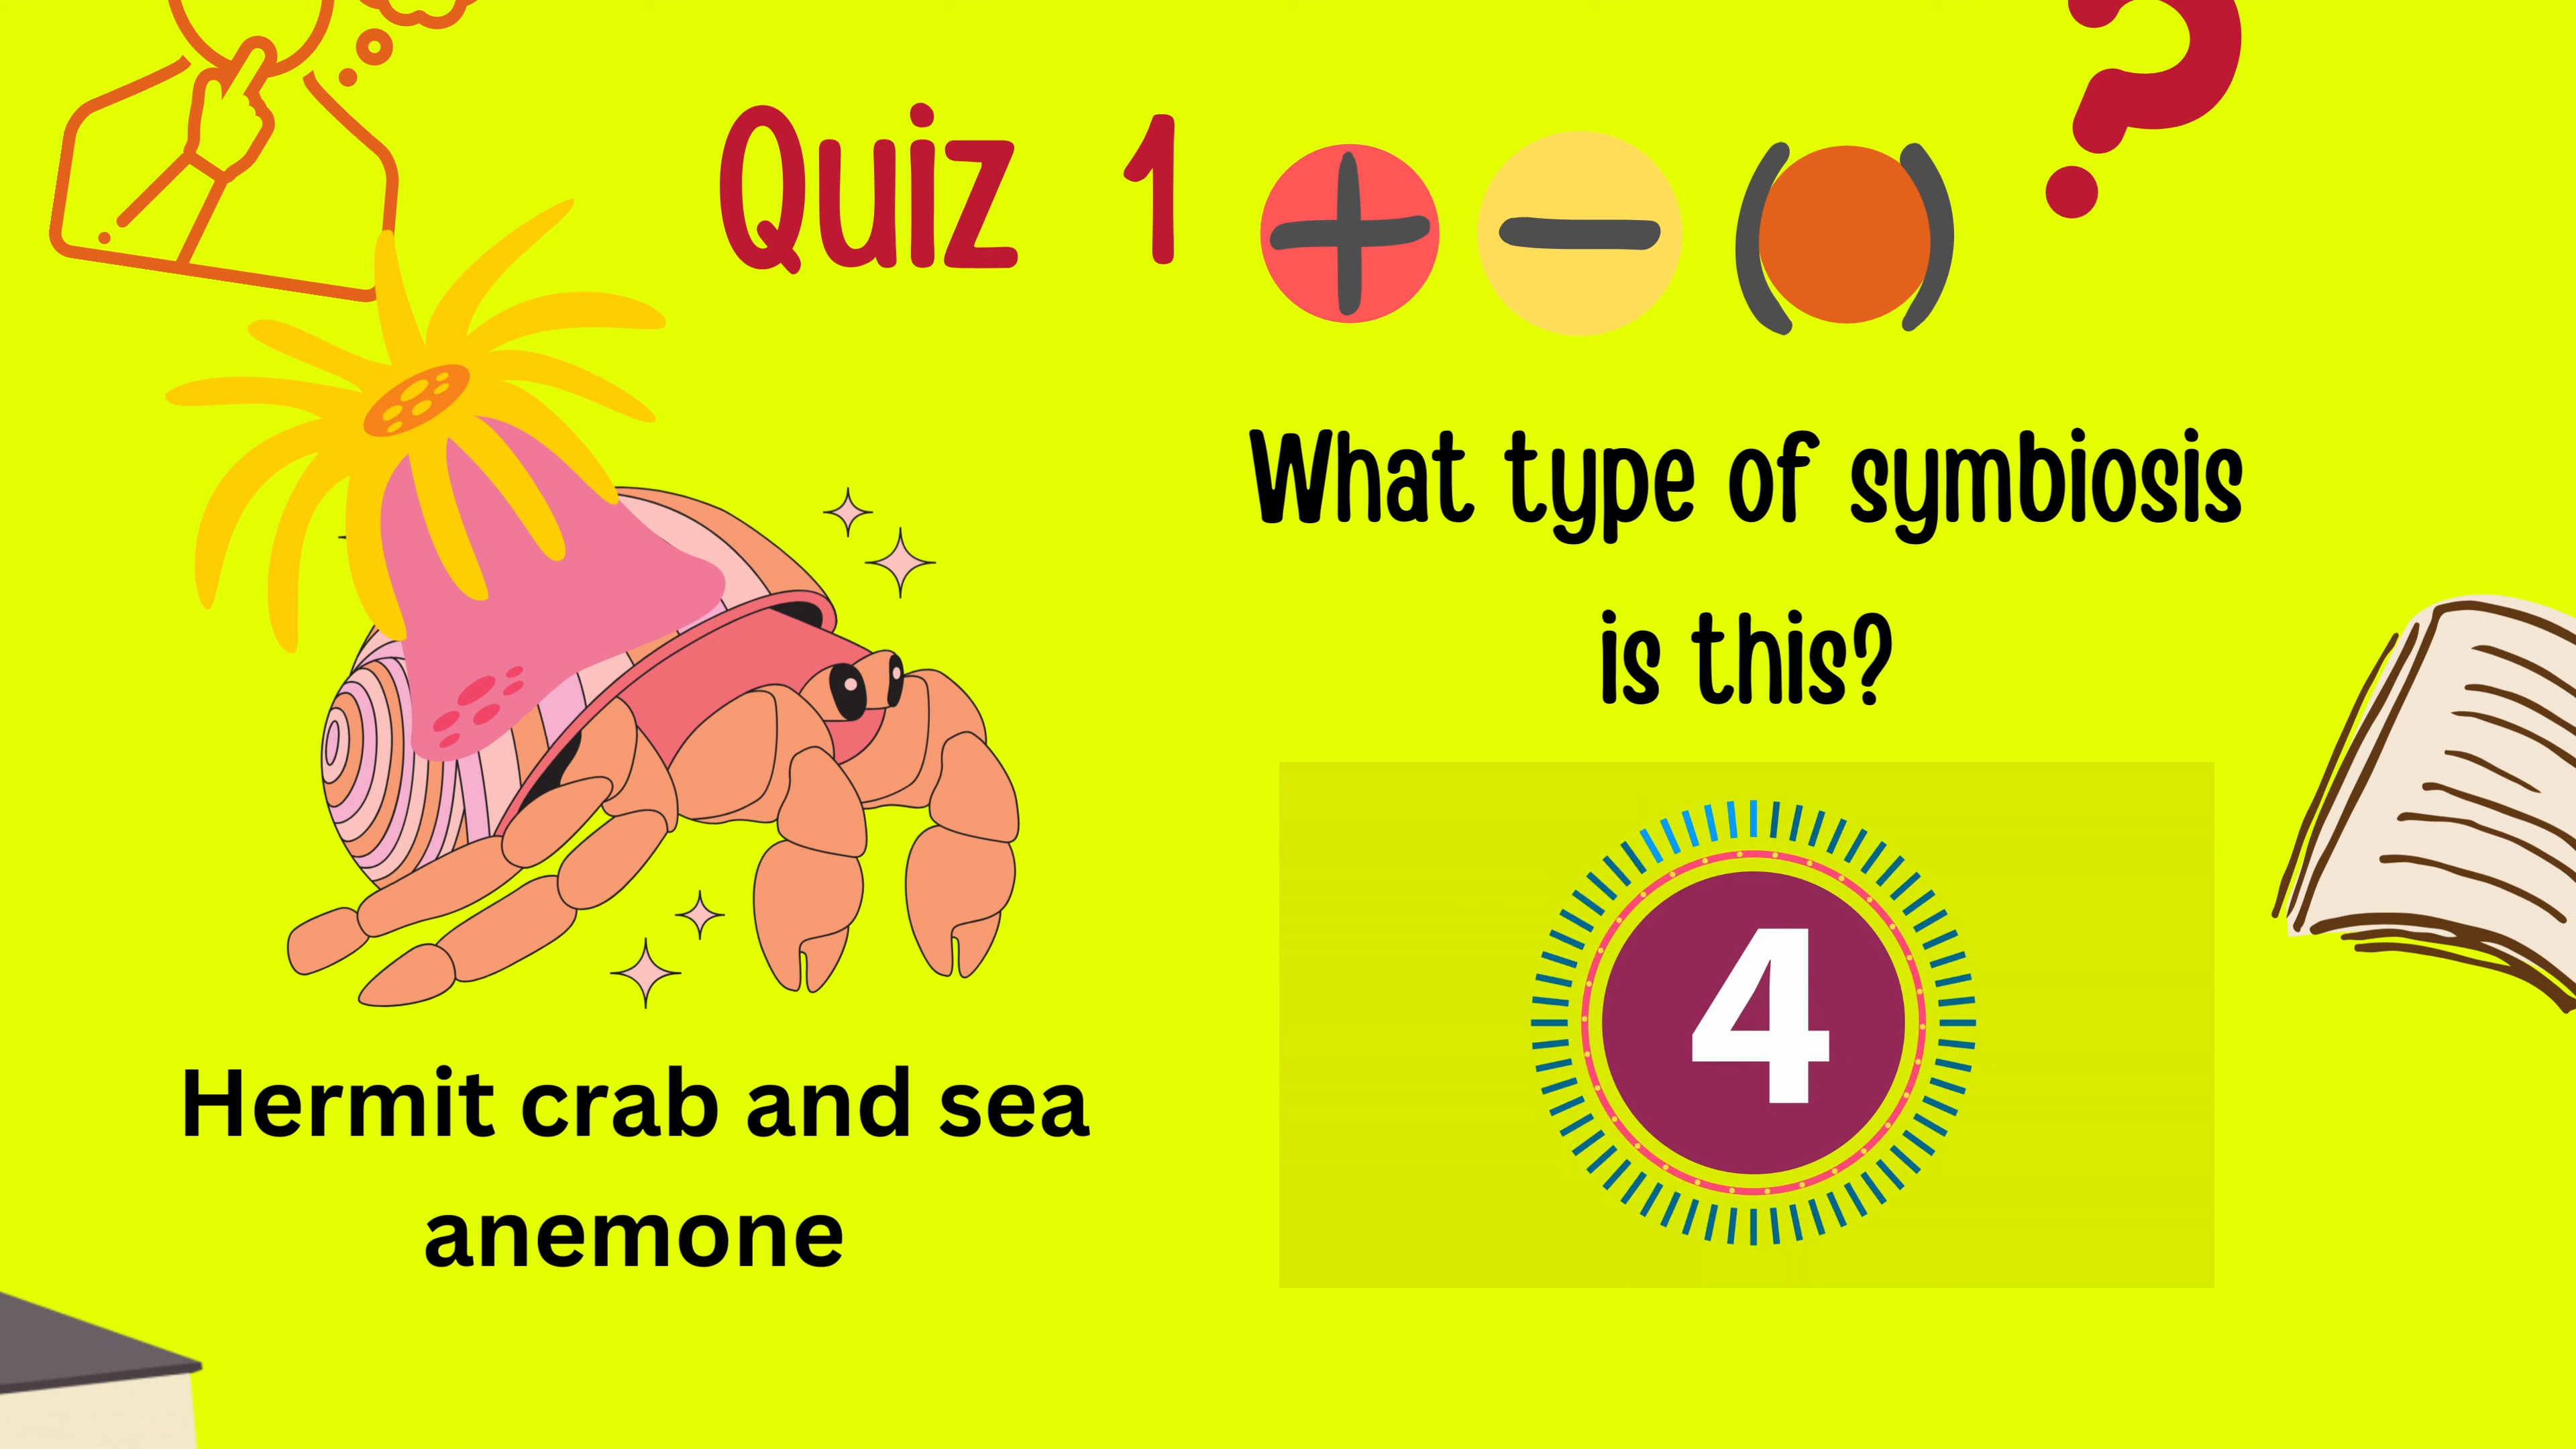 Quiz 1
What type of symbiosis
is this?
4
Hermit crab and sea
anemone